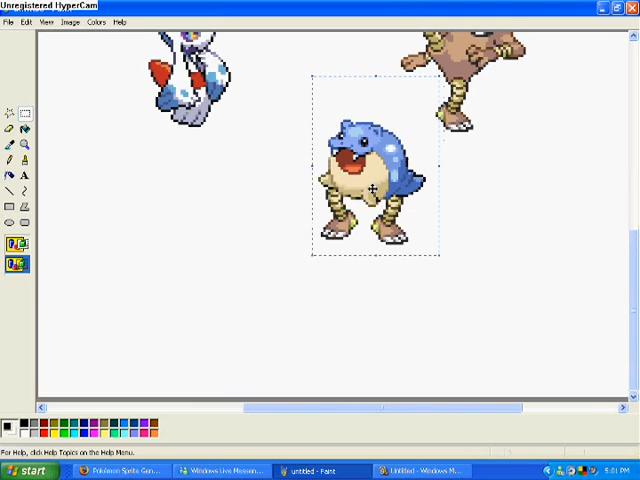 Unregistered HyperCam
File Edit View Image Colors Help
For Help, click Help Topics on the Help Menu.
start
Pokémon Sprite Gen...
Windows Live Messen...
untitled - Paint
Untitled - Windows M...
5:01 PM